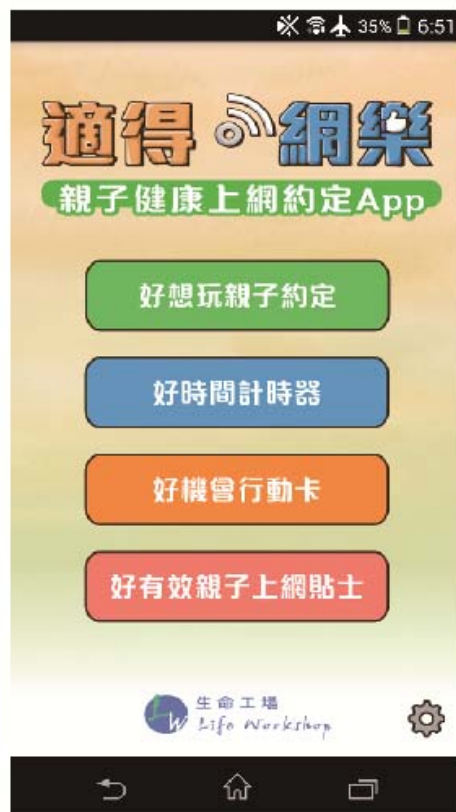 35% 6:51
適得網樂
親子健康上網約定App
好想玩親子約定
好時間計時器
好機會行動卡
好有效親子上網貼士
LW
生命工場
Life Workshop